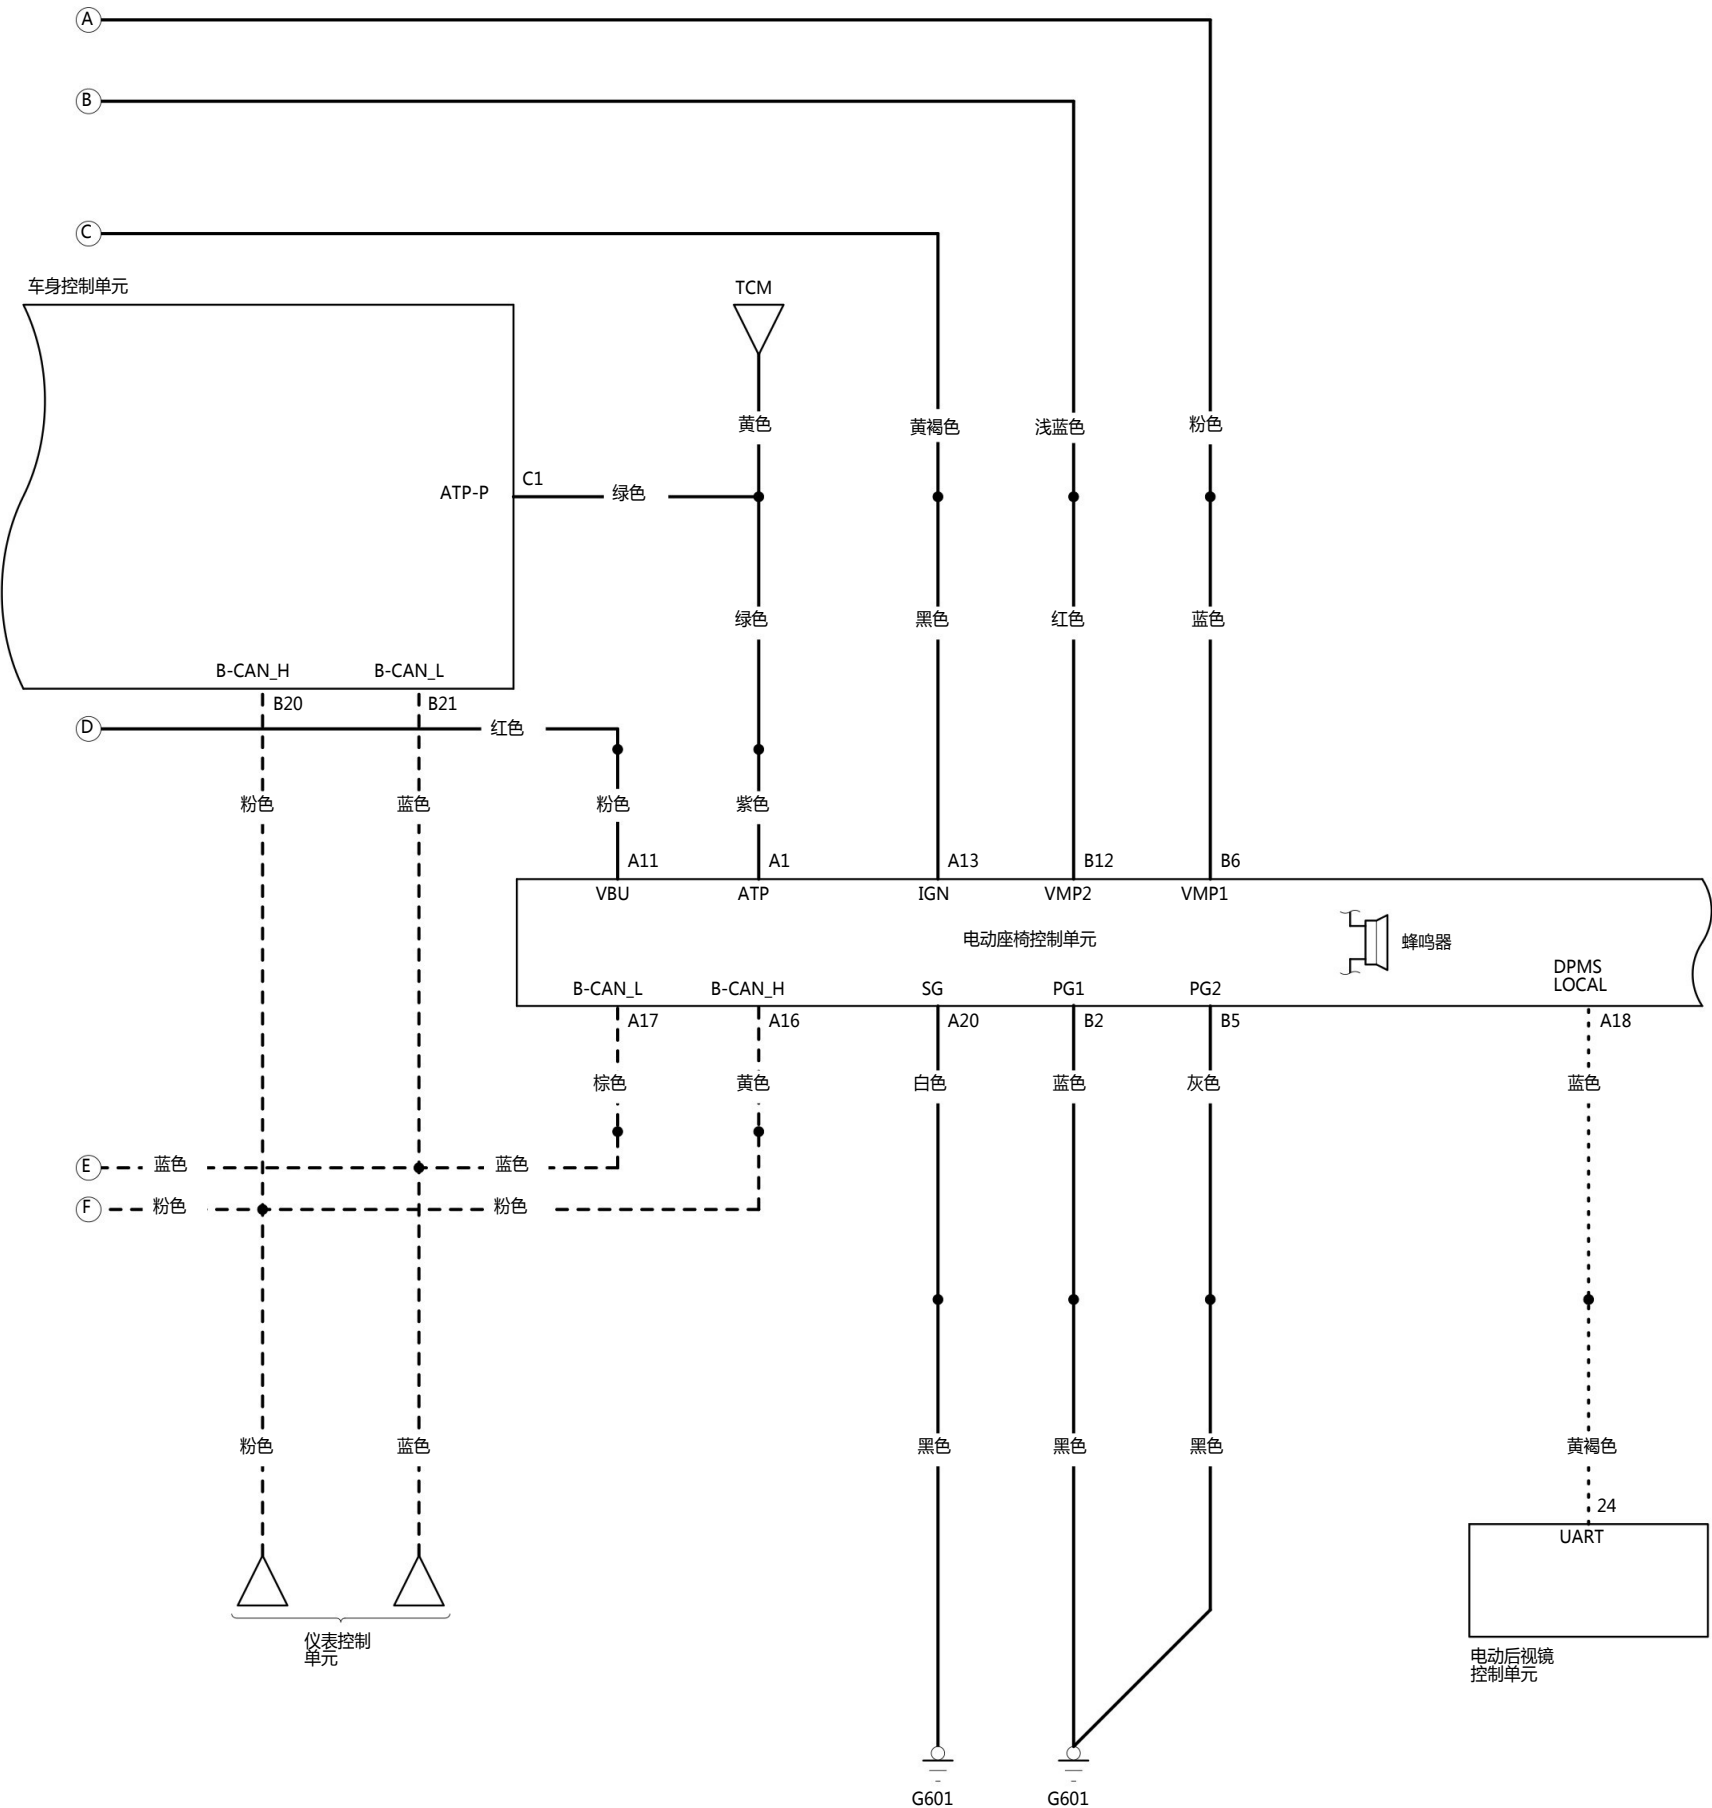 A
B
C
车身控制单元
TCM
黄色
黄褐色
浅蓝色
粉色
ATP-P
C1
绿色
绿色
黑色
红色
蓝色
B-CAN_H
B-CAN_L
B20
B21
D
红色
粉色
蓝色
粉色
紫色
A11
A1
A13
B12
B6
VBU
ATP
IGN
VMP2
VMP1
电动座椅控制单元
蜂鸣器
DPMS
LOCAL
B-CAN_L
B-CAN_H
SG
PG1
PG2
A17
A16
A20
B2
B5
A18
棕色
黄色
白色
蓝色
灰色
蓝色
E
蓝色
蓝色
F
粉色
粉色
粉色
蓝色
黑色
黑色
黑色
黄褐色
24
UART
仪表控制
单元
电动后视镜
控制单元
G601
G601